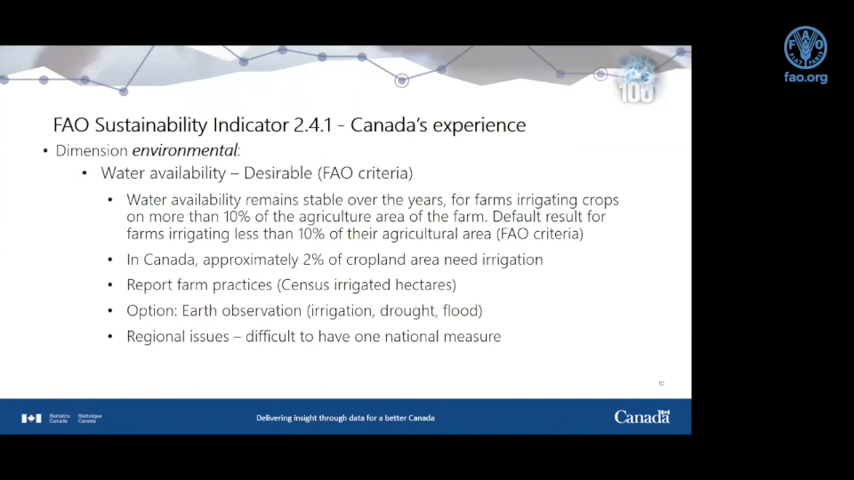 FAO
FIAT PANIS
fao.org
100
FAO Sustainability Indicator 2.4.1 - Canada's experience
• Dimension environmental:
• Water availability – Desirable (FAO criteria)
• Water availability remains stable over the years, for farms irrigating crops
on more than 10% of the agriculture area of the farm. Default result for
farms irrigating less than 10% of their agricultural area (FAO criteria)
• In Canada, approximately 2% of cropland area need irrigation
• Report farm practices (Census irrigated hectares)
• Option: Earth observation (irrigation, drought, flood)
• Regional issues – difficult to have one national measure
10
Statistics Statistique
Canada Canada
Delivering insight through data for a better Canada
Canada